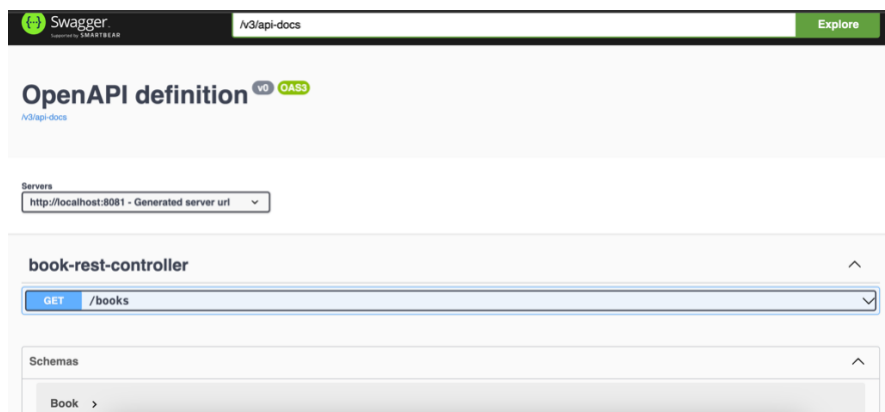 Swagger.
Supported by SMARTBEAR
/v3/api-docs
Explore
OpenAPI definition v0 OAS3
/v3/api-docs
Servers
http://localhost:8081 - Generated server url
book-rest-controller
GET /books
Schemas
Book